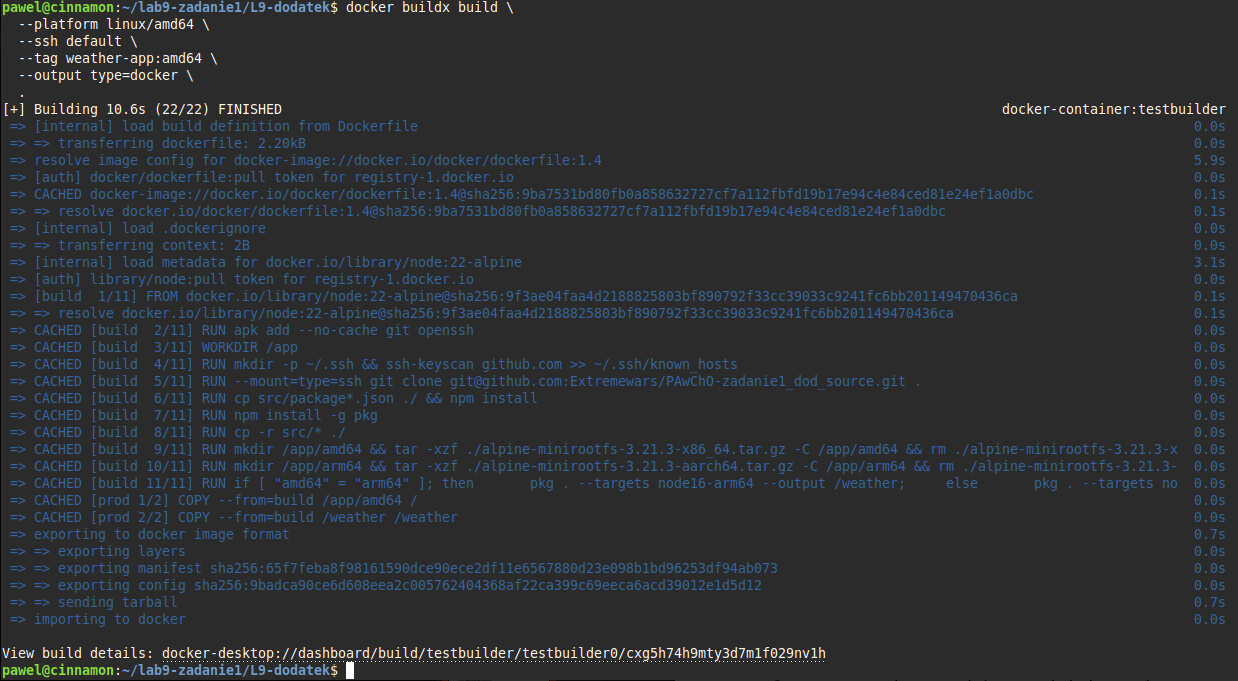 pawel@cinnamon:~/lab9-zadanie1/L9-dodatek$ docker buildx build \
  --platform linux/amd64 \
  --ssh default \
  --tag weather-app:amd64 \
  --output type=docker \
  .
[+] Building 10.6s (22/22) FINISHED docker-container:testbuilder
 => [internal] load build definition from Dockerfile 0.0s
 => => transferring dockerfile: 2.20kB 0.0s
 => resolve image config for docker-image://docker.io/docker/dockerfile:1.4 5.9s
 => [auth] docker/dockerfile:pull token for registry-1.docker.io 0.0s
 => CACHED docker-image://docker.io/docker/dockerfile:1.4@sha256:9ba7531bd80fb0a858632727cf7a112fbfd19b17e94c4e84ced81e24ef1a0dbc 0.1s
 => => resolve docker.io/docker/dockerfile:1.4@sha256:9ba7531bd80fb0a858632727cf7a112fbfd19b17e94c4e84ced81e24ef1a0dbc 0.1s
 => [internal] load .dockerignore 0.0s
 => => transferring context: 2B 0.0s
 => [internal] load metadata for docker.io/library/node:22-alpine 3.1s
 => [auth] library/node:pull token for registry-1.docker.io 0.0s
 => [build  1/11] FROM docker.io/library/node:22-alpine@sha256:9f3ae04faa4d2188825803bf890792f33cc39033c9241fc6bb201149470436ca 0.1s
 => => resolve docker.io/library/node:22-alpine@sha256:9f3ae04faa4d2188825803bf890792f33cc39033c9241fc6bb201149470436ca 0.1s
 => CACHED [build  2/11] RUN apk add --no-cache git openssh 0.0s
 => CACHED [build  3/11] WORKDIR /app 0.0s
 => CACHED [build  4/11] RUN mkdir -p ~/.ssh && ssh-keyscan github.com >> ~/.ssh/known_hosts 0.0s
 => CACHED [build  5/11] RUN --mount=type=ssh git clone git@github.com:Extremewars/PAwChO-zadanie1_dod_source.git . 0.0s
 => CACHED [build  6/11] RUN cp src/package*.json ./ && npm install 0.0s
 => CACHED [build  7/11] RUN npm install -g pkg 0.0s
 => CACHED [build  8/11] RUN cp -r src/* ./ 0.0s
 => CACHED [build  9/11] RUN mkdir /app/amd64 && tar -xzf ./alpine-minirootfs-3.21.3-x86_64.tar.gz -C /app/amd64 && rm ./alpine-minirootfs-3.21.3-x 0.0s
 => CACHED [build 10/11] RUN mkdir /app/arm64 && tar -xzf ./alpine-minirootfs-3.21.3-aarch64.tar.gz -C /app/arm64 && rm ./alpine-minirootfs-3.21.3- 0.0s
 => CACHED [build 11/11] RUN if [ "amd64" = "arm64" ]; then       pkg . --targets node16-arm64 --output /weather;     else       pkg . --targets no 0.0s
 => CACHED [prod 1/2] COPY --from=build /app/amd64 / 0.0s
 => CACHED [prod 2/2] COPY --from=build /weather /weather 0.0s
 => exporting to docker image format 0.7s
 => => exporting layers 0.0s
 => => exporting manifest sha256:65f7feba8f98161590dce90ece2df11e6567880d23e098b1bd96253df94ab073 0.0s
 => => exporting config sha256:9badca90ce6d608eea2c005762404368af22ca399c69eeca6acd39012e1d5d12 0.0s
 => => sending tarball 0.7s
 => importing to docker 0.0s
View build details: docker-desktop://dashboard/build/testbuilder/testbuilder0/cxg5h74h9mty3d7m1f029nv1h
pawel@cinnamon:~/lab9-zadanie1/L9-dodatek$